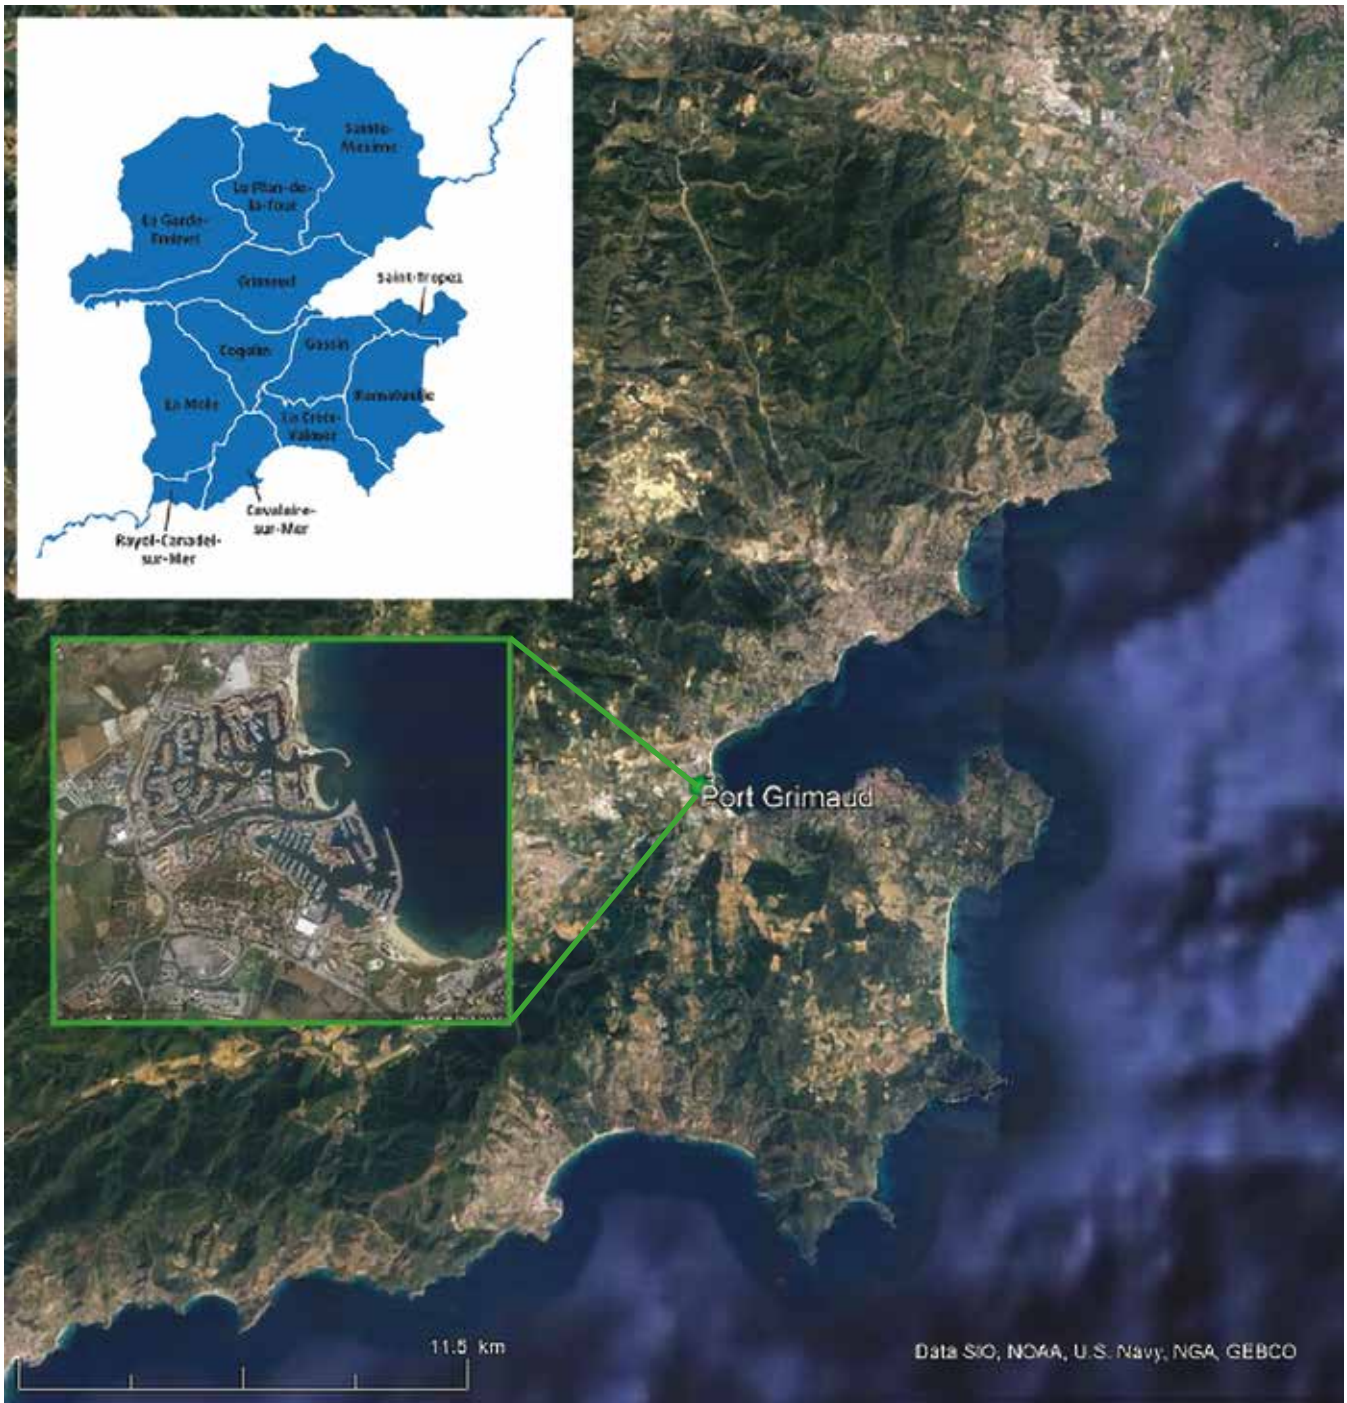 Sainte-
Maxime
Le Plan-de-
la-Tour
La Garde-
Freinet
Grimaud
Saint-Tropez
Cogolin
Gassin
La Mole
Ramatuelle
La Croix-
Valmer
Cavalaire-
sur-Mer
Rayol-Canadel-
sur-Mer
Port Grimaud
11.5 km
Data SIO, NOAA, U.S. Navy, NGA, GEBCO